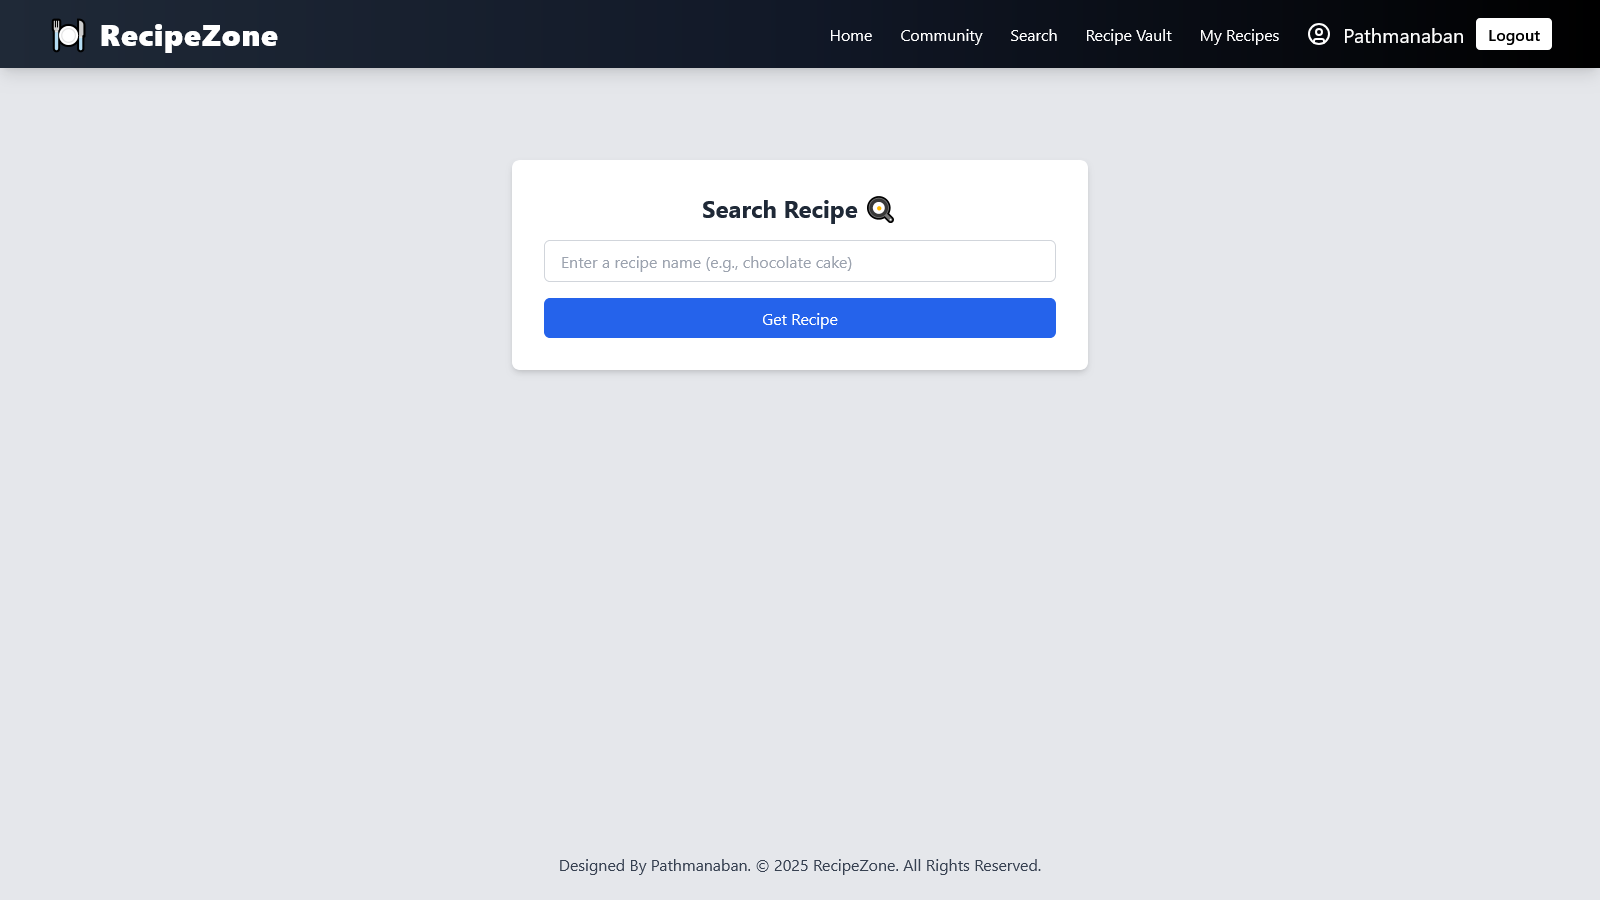 RecipeZone
Home Community Search Recipe Vault My Recipes Pathmanaban Logout
Search Recipe
Enter a recipe name (e.g., chocolate cake)
Get Recipe
Designed By Pathmanaban. © 2025 RecipeZone. All Rights Reserved.